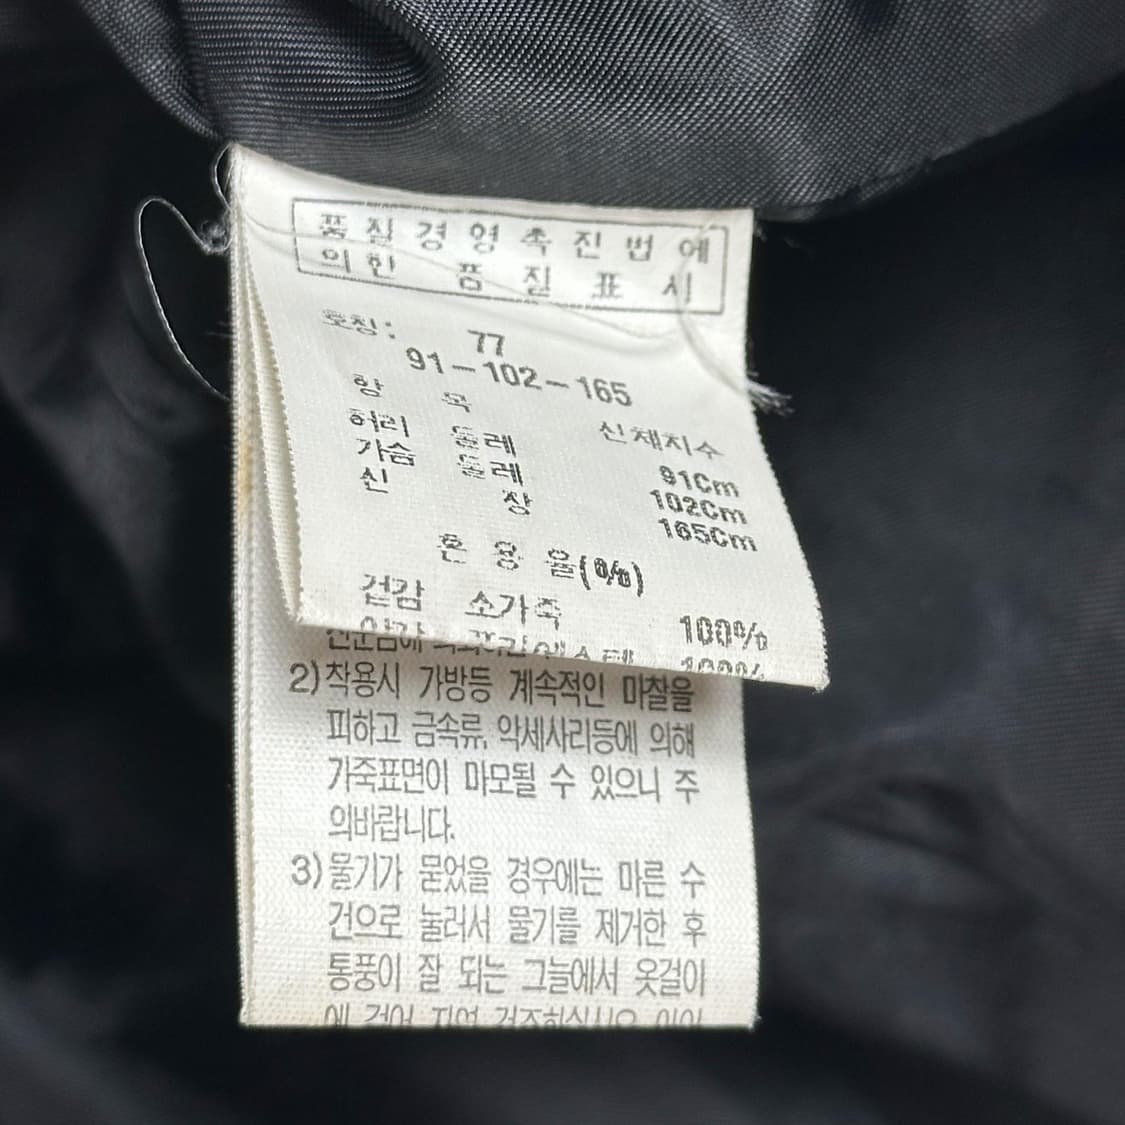 품질경영촉진법에
의한 품질표시
호칭: 77
91-102-165
항 목 신체지수
허리 둘레 91Cm
가슴 둘레 102Cm
신 장 165Cm
혼 용 율(%)
겉감 소가죽 100%
100%
2) 착용시 가방등 계속적인 마찰을
피하고 금속류, 악세사리등에 의해
가죽표면이 마모될 수 있으니 주
의바랍니다.
3) 물기가 묻었을 경우에는 마른 수
건으로 눌러서 물기를 제거한 후
통풍이 잘 되는 그늘에서 옷걸이
에 걸어